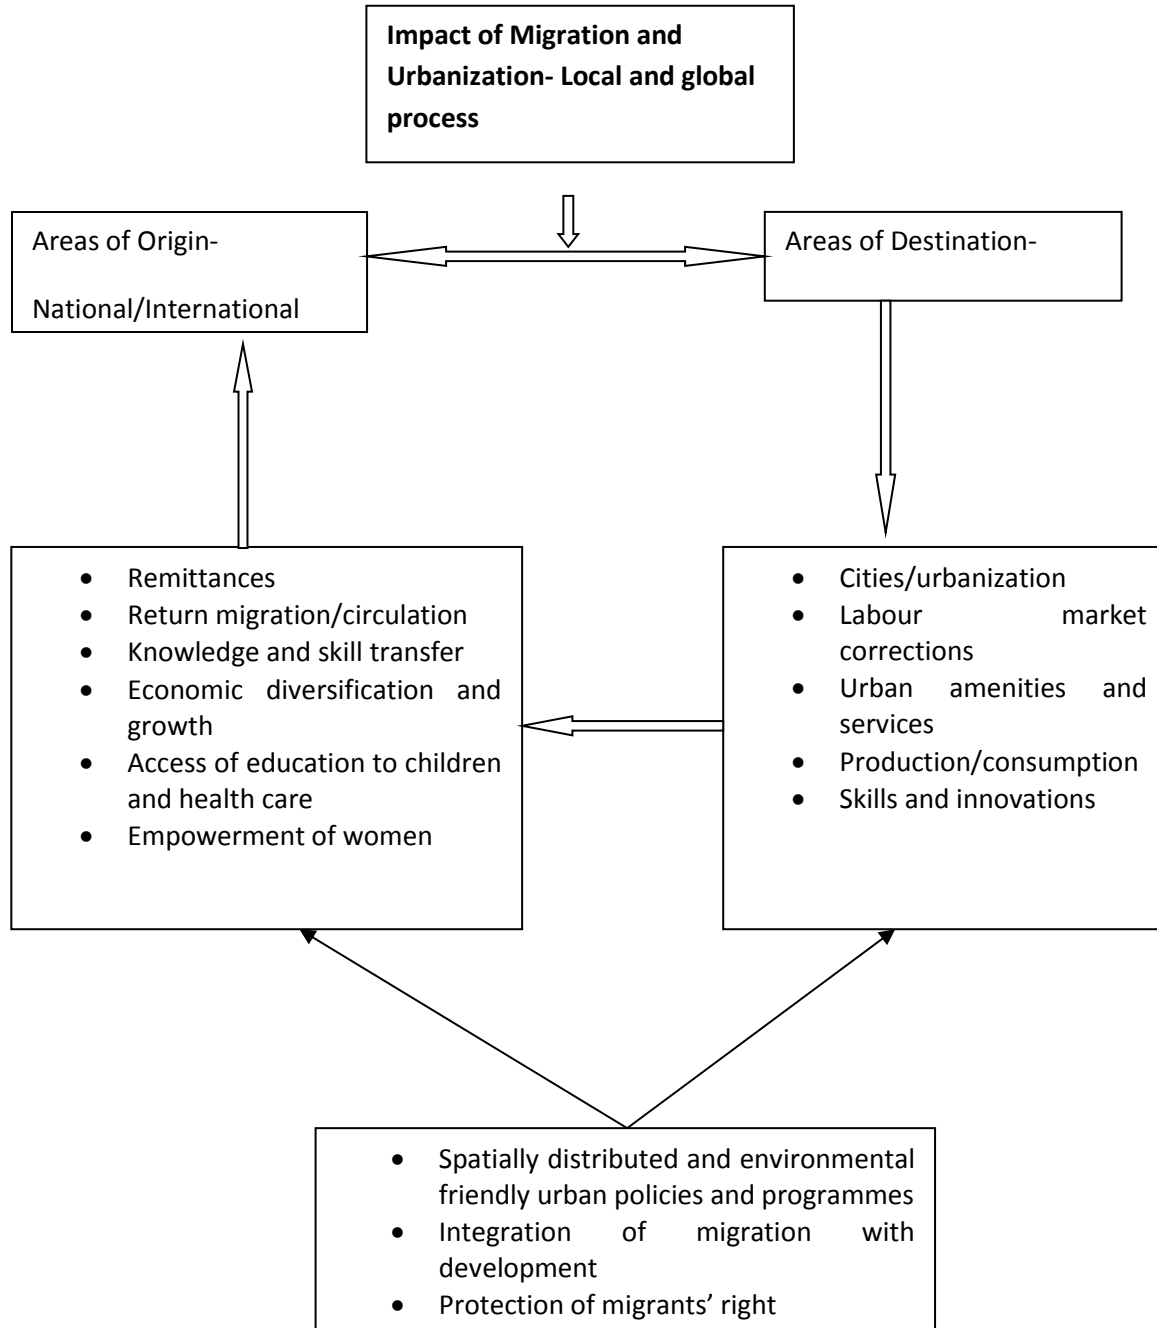 Impact of Migration and
Urbanization- Local and global
process
Areas of Origin-
National/International
Areas of Destination-
• Remittances
• Return migration/circulation
• Knowledge and skill transfer
• Economic diversification and
growth
• Access of education to children
and health care
• Empowerment of women
• Cities/urbanization
• Labour market
corrections
• Urban amenities and
services
• Production/consumption
• Skills and innovations
• Spatially distributed and environmental
friendly urban policies and programmes
• Integration of migration with
development
• Protection of migrants’ right